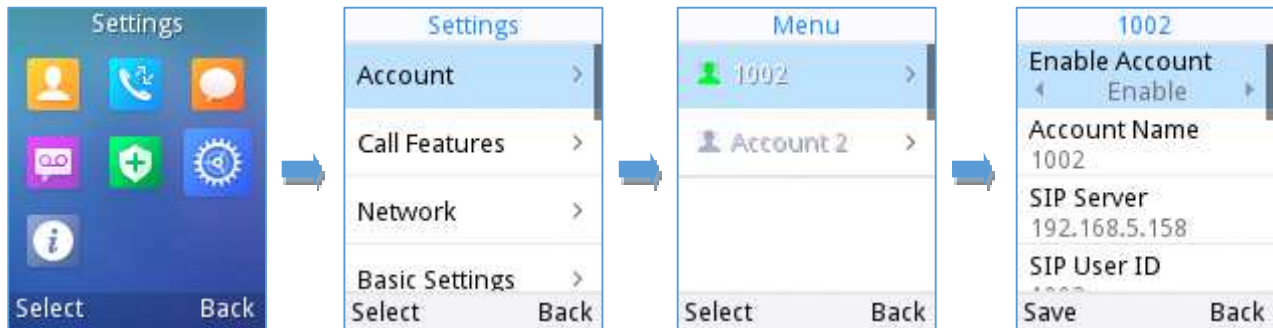 Settings
Select Back
Settings
Account
Call Features
Network
Basic Settings
Select Back
Menu
1002
Account 2
Select Back
1002
Enable Account
Enable
Account Name
1002
SIP Server
192.168.5.158
SIP User ID
Save Back